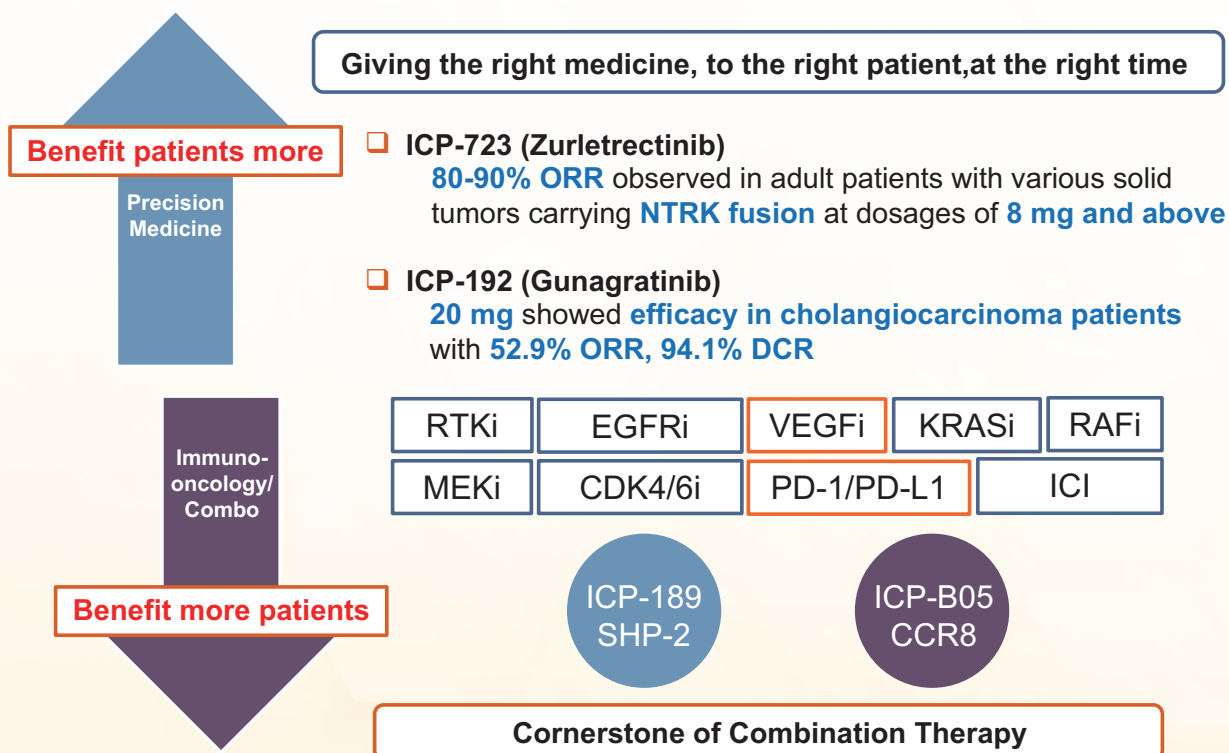 Giving the right medicine, to the right patient,at the right time
Benefit patients more
Precision
Medicine
ICP-723 (Zurletrectinib)
80-90% ORR observed in adult patients with various solid
tumors carrying NTRK fusion at dosages of 8 mg and above
ICP-192 (Gunagratinib)
20 mg showed efficacy in cholangiocarcinoma patients
with 52.9% ORR, 94.1% DCR
Immuno-
oncology/
Combo
Benefit more patients
RTKi EGFRi VEGFi KRASi RAFi
MEKi CDK4/6i PD-1/PD-L1 ICI
ICP-189
SHP-2
ICP-B05
CCR8
Cornerstone of Combination Therapy